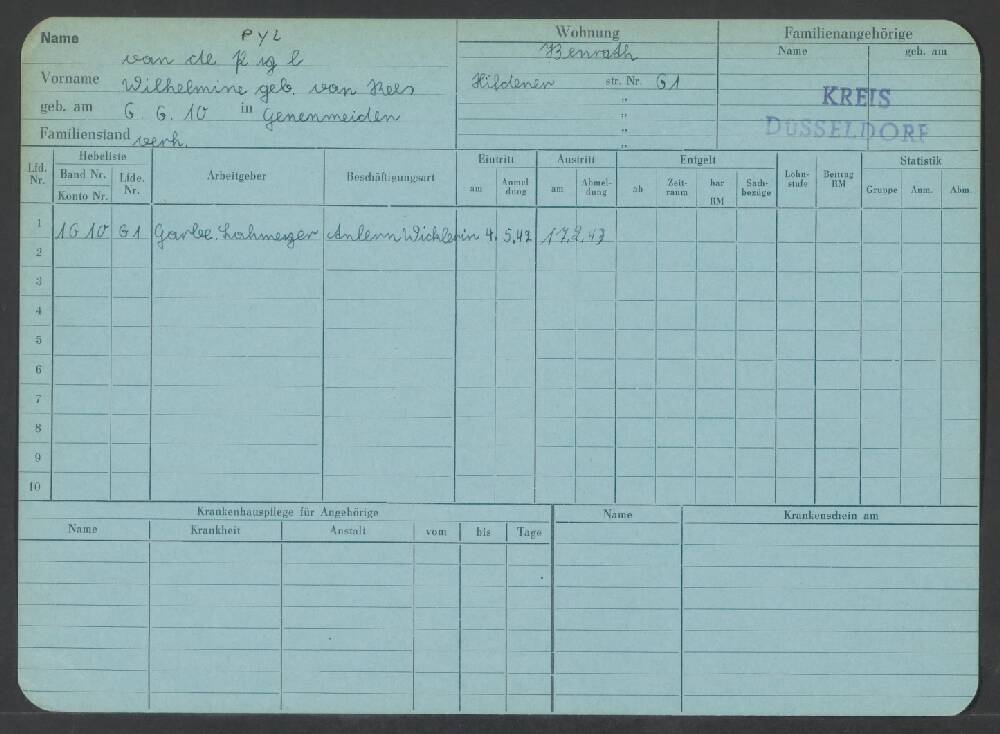 Name
PYL
van de Pijl
Vorname Wilhelmine geb. van Rees
geb. am 6. 6. 10 in Genenmeiden
Familienstand verh.
Wohnung
Benrath
Hildener str. Nr. 61
"
"
"
"
Familienangehörige
Name geb. am
KREIS
DÜSSELDORF
Lfd. Nr.
Hebeliste
Band Nr.
Konto Nr.
Lfde. Nr.
Arbeitgeber
Beschäftigungsart
Eintritt
am Anmeldung
Austritt
am Abmeldung
Entgelt
ab Zeitraum bar RM Sachbezüge
Lohnstufe
Beitrag RM
Statistik
Gruppe Anm. Abm.
1 1610 61 Garbe. Lahmeyer Anlern Wicklerin 4. 5.42 17.2.43
2
3
4
5
6
7
8
9
10
Krankenhauspflege für Angehörige
Name Krankheit Anstalt vom bis Tage
Name Krankenschein am